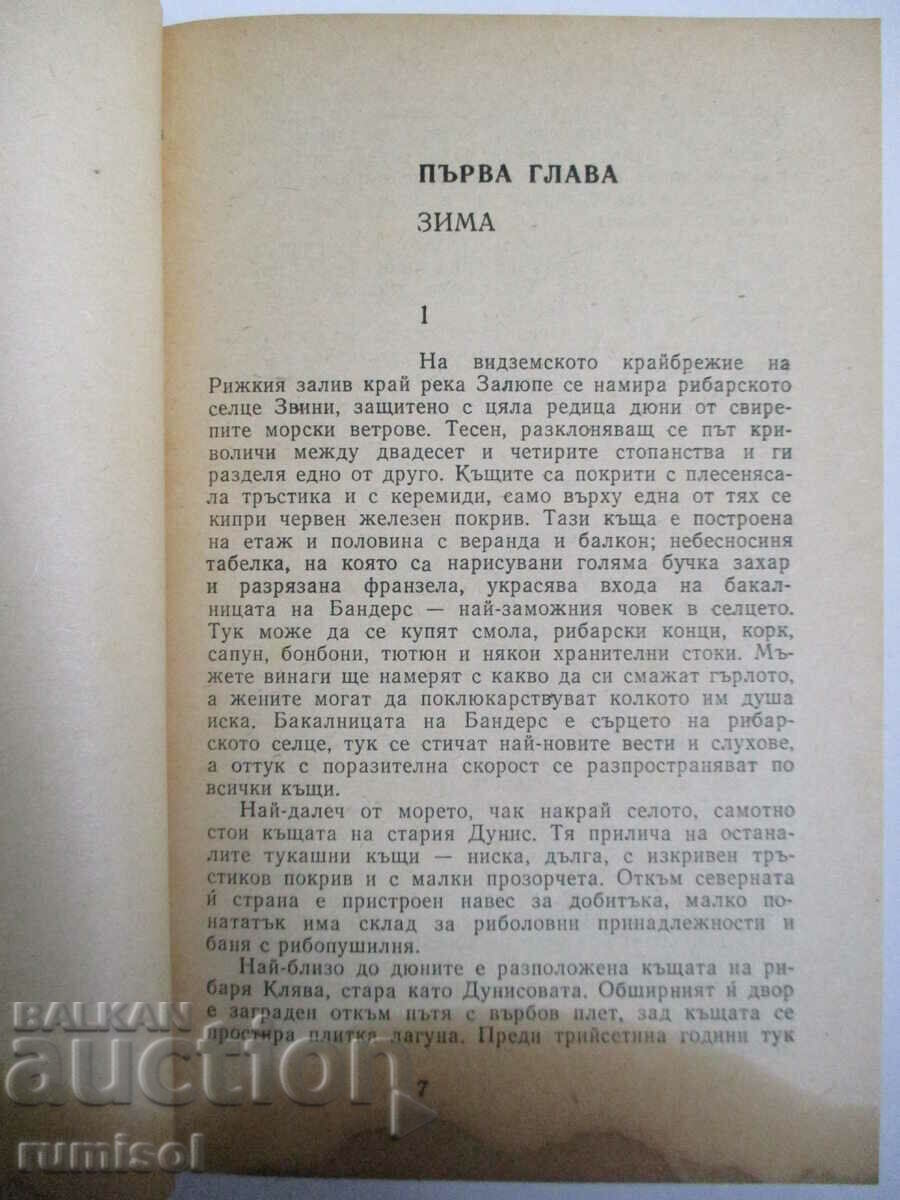 ПЪРВА ГЛАВА
ЗИМА
1
На видземското крайбрежие на
Рижкия залив край река Залюпе се намира рибарското
селце Звини, защитено с цяла редица дюни от свире-
пите морски ветрове. Тесен, разклоняващ се път кри-
воличи между двадесет и четирите стопанства и ги
разделя едно от друго. Къщите са покрити с плесеняса-
ла тръстика и с керемиди, само върху една от тях се
кипри червен железен покрив. Тази къща е построена
на етаж и половина с веранда и балкон; небесносиня
табелка, на която са нарисувани голяма бучка захар
и разрязана франзела, украсява входа на бакал-
ницата на Бандерс — най-заможния човек в селцето.
Тук може да се купят смола, рибарски конци, корк,
сапун, бонбони, тютюн и някои хранителни стоки. Мъ-
жете винаги ще намерят с какво да си смажат гърлото,
а жените могат да поклюкарствуват колкото им душа
иска. Бакалницата на Бандерс е сърцето на рибар-
ското селце, тук се стичат най-новите вести и слухове,
а оттук с поразителна скорост се разпространяват по
всички къщи.
Най-далеч от морето, чак накрай селото, самотно
стои къщата на стария Дунис. Тя прилича на остана-
лите тукашни къщи — ниска, дълга, с изкривен тръ-
стиков покрив и с малки прозорчета. Откъм северната
ѝ страна е пристроен навес за добитъка, малко по-
нататък има склад за риболовни принадлежности и
баня с рибопушилня.
Най-близо до дюните е разположена къщата на ри-
баря Клява, стара като Дунисовата. Обширният ѝ двор
е заграден откъм пътя с върбов плет, зад къщата се
простира плитка лагуна. Преди трийсетина години тук
7
BALKAN
auction
rumisol